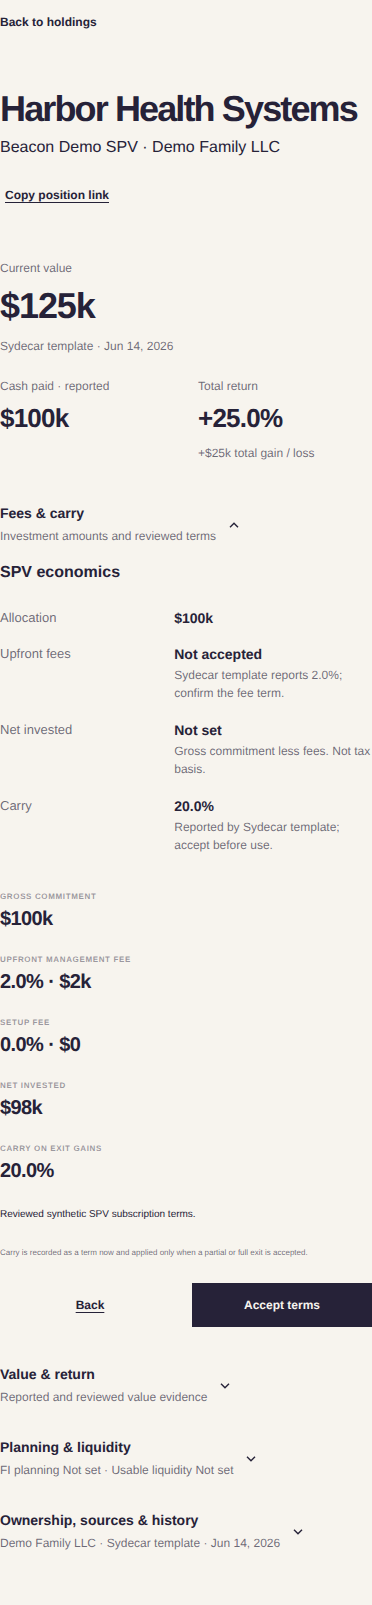 Back to holdings
Harbor Health Systems
Beacon Demo SPV · Demo Family LLC
Copy position link
Current value
$125k
Sydecar template · Jun 14, 2026
Cash paid · reported
$100k
Total return
+25.0%
+$25k total gain / loss
Fees & carry
Investment amounts and reviewed terms
SPV economics
Allocation
$100k
Upfront fees
Not accepted
Sydecar template reports 2.0%;
confirm the fee term.
Net invested
Not set
Gross commitment less fees. Not tax
basis.
Carry
20.0%
Reported by Sydecar template;
accept before use.
GROSS COMMITMENT
$100k
UPFRONT MANAGEMENT FEE
2.0% · $2k
SETUP FEE
0.0% · $0
NET INVESTED
$98k
CARRY ON EXIT GAINS
20.0%
Reviewed synthetic SPV subscription terms.
Carry is recorded as a term now and applied only when a partial or full exit is accepted.
Back
Accept terms
Value & return
Reported and reviewed value evidence
Planning & liquidity
FI planning Not set · Usable liquidity Not set
Ownership, sources & history
Demo Family LLC · Sydecar template · Jun 14, 2026